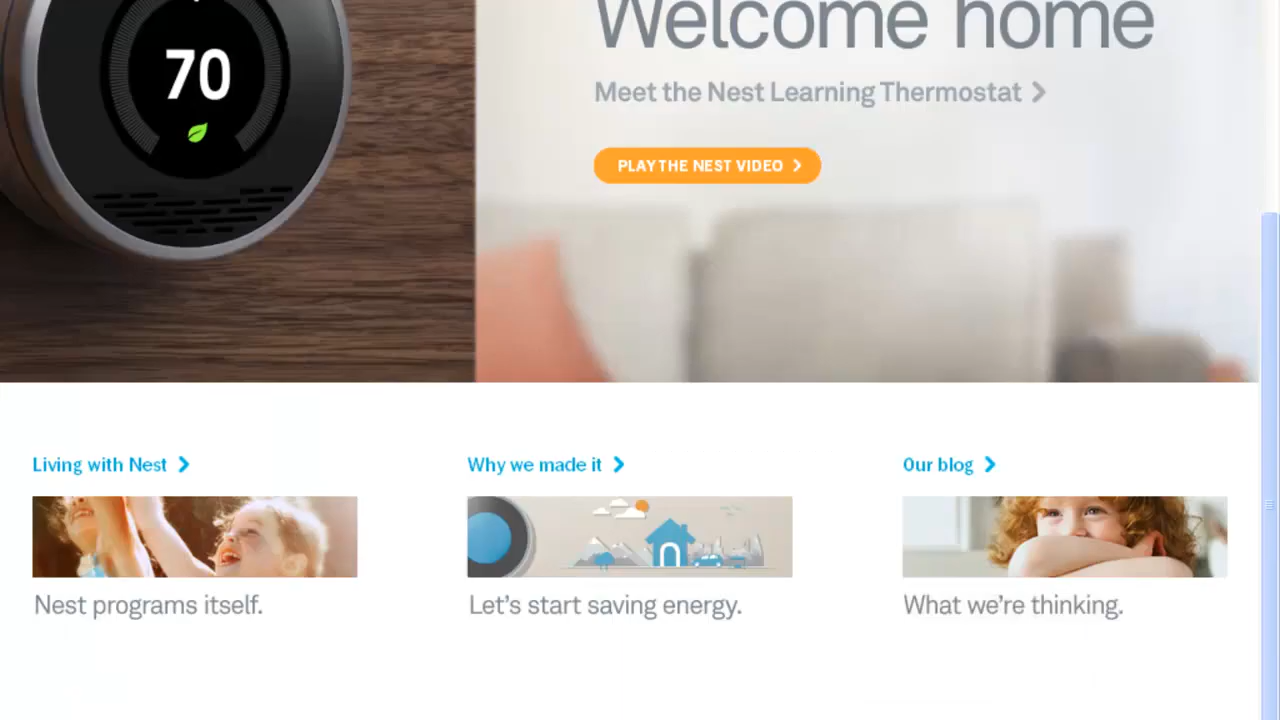 70
Welcome home
Meet the Nest Learning Thermostat
PLAY THE NEST VIDEO
Living with Nest
Why we made it
Our blog
Nest programs itself.
Let's start saving energy.
What we're thinking.